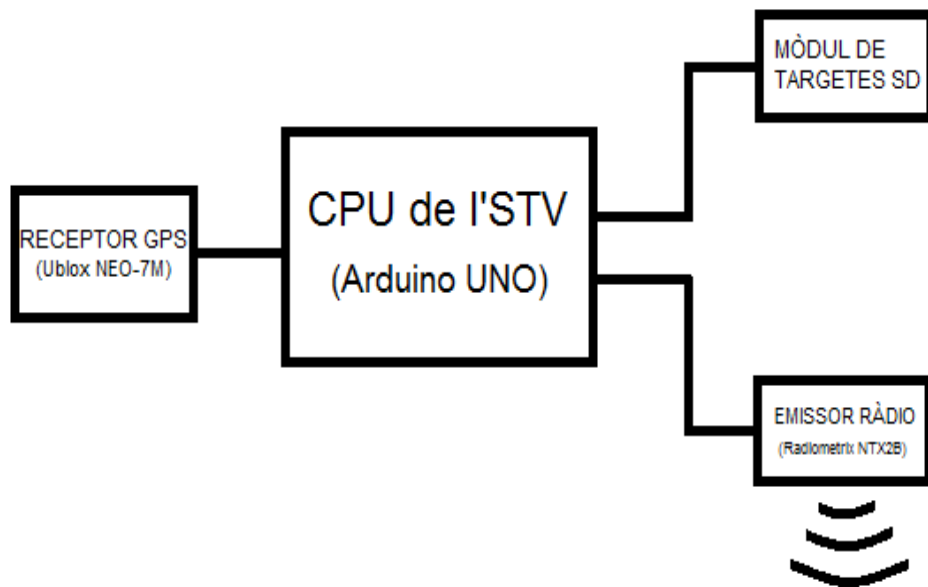 MÒDUL DE
TARGETES SD
CPU de l'STV
(Arduino UNO)
RECEPTOR GPS
(Ublox NEO-7M)
EMISSOR RÀDIO
(Radiometrix NTX2B)